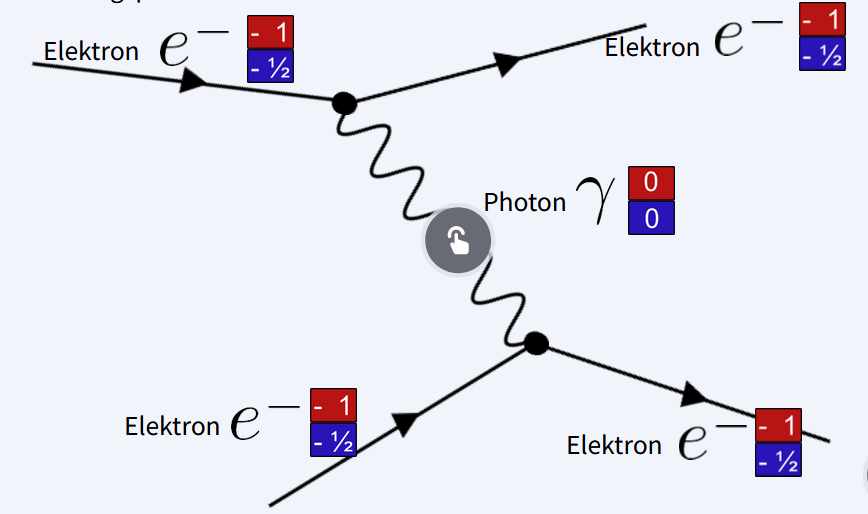 Elektron e− - 1
- ½
Elektron e− - 1
- ½
Photon γ 0
0
Elektron e− - 1
- ½
Elektron e− - 1
- ½